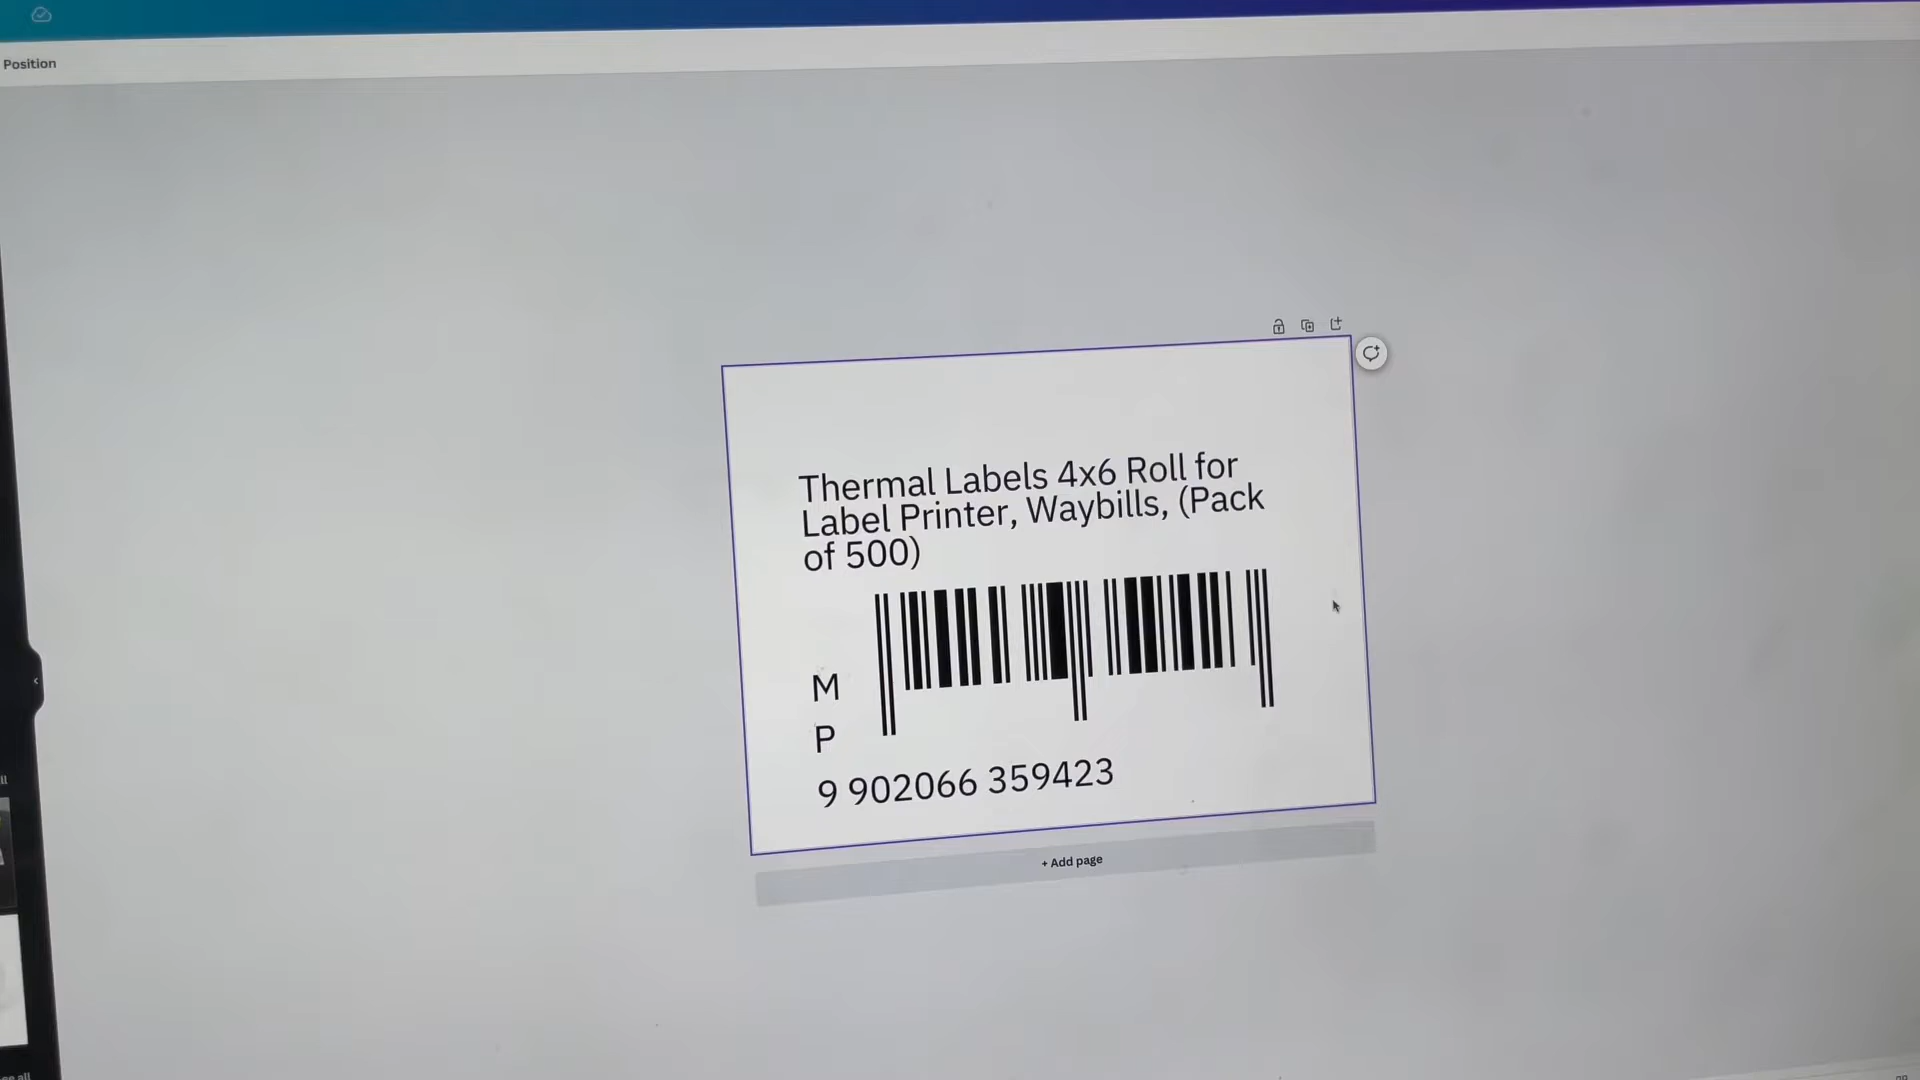 Position
Thermal Labels 4x6 Roll for
Label Printer, Waybills, (Pack
of 500)
M
P
9 902066 359423
+ Add page